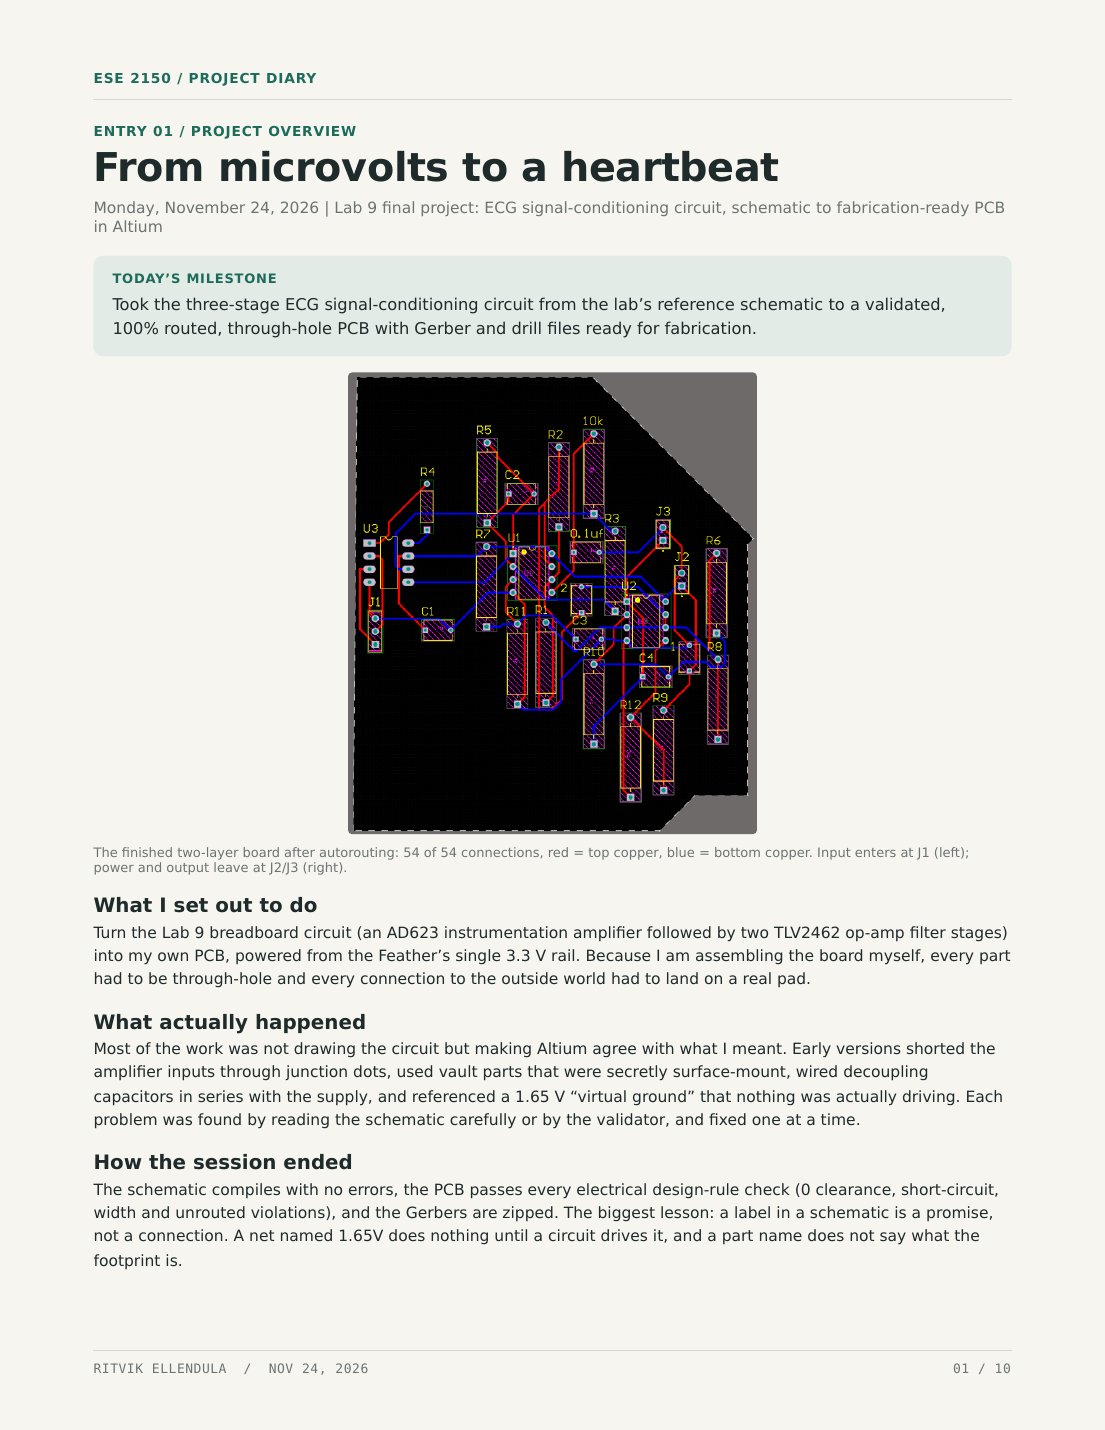 ESE 2150 / PROJECT DIARY
ENTRY 01 / PROJECT OVERVIEW
From microvolts to a heartbeat
Monday, November 24, 2026 | Lab 9 final project: ECG signal-conditioning circuit, schematic to fabrication-ready PCB
in Altium
TODAY’S MILESTONE
Took the three-stage ECG signal-conditioning circuit from the lab’s reference schematic to a validated,
100% routed, through-hole PCB with Gerber and drill files ready for fabrication.
10k
R5
R2
R4
C2
J3
R3
U3
R7
U1
0.1uf
R6
J2
2
U2
J1
C1
R11
R1
C3
1
R8
R10
C4
R12
R9
The finished two-layer board after autorouting: 54 of 54 connections, red = top copper, blue = bottom copper. Input enters at J1 (left);
power and output leave at J2/J3 (right).
What I set out to do
Turn the Lab 9 breadboard circuit (an AD623 instrumentation amplifier followed by two TLV2462 op-amp filter stages)
into my own PCB, powered from the Feather’s single 3.3 V rail. Because I am assembling the board myself, every part
had to be through-hole and every connection to the outside world had to land on a real pad.
What actually happened
Most of the work was not drawing the circuit but making Altium agree with what I meant. Early versions shorted the
amplifier inputs through junction dots, used vault parts that were secretly surface-mount, wired decoupling
capacitors in series with the supply, and referenced a 1.65 V “virtual ground” that nothing was actually driving. Each
problem was found by reading the schematic carefully or by the validator, and fixed one at a time.
How the session ended
The schematic compiles with no errors, the PCB passes every electrical design-rule check (0 clearance, short-circuit,
width and unrouted violations), and the Gerbers are zipped. The biggest lesson: a label in a schematic is a promise,
not a connection. A net named 1.65V does nothing until a circuit drives it, and a part name does not say what the
footprint is.
RITVIK ELLENDULA / NOV 24, 2026
01 / 10